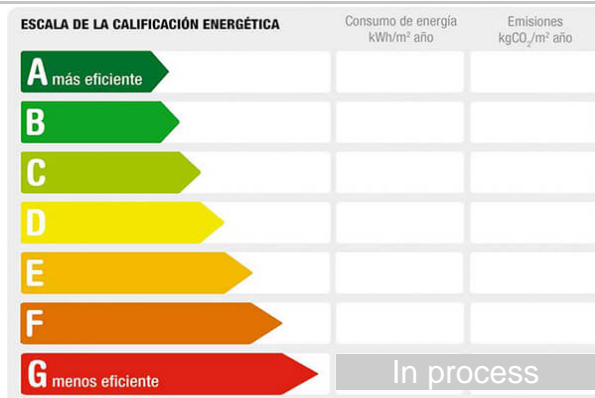 ESCALA DE LA CALIFICACIÓN ENERGÉTICA
Consumo de energía
kWh/m² año
Emisiones
kgCO₂/m² año
A más eficiente
B
C
D
E
F
G menos eficiente
In process